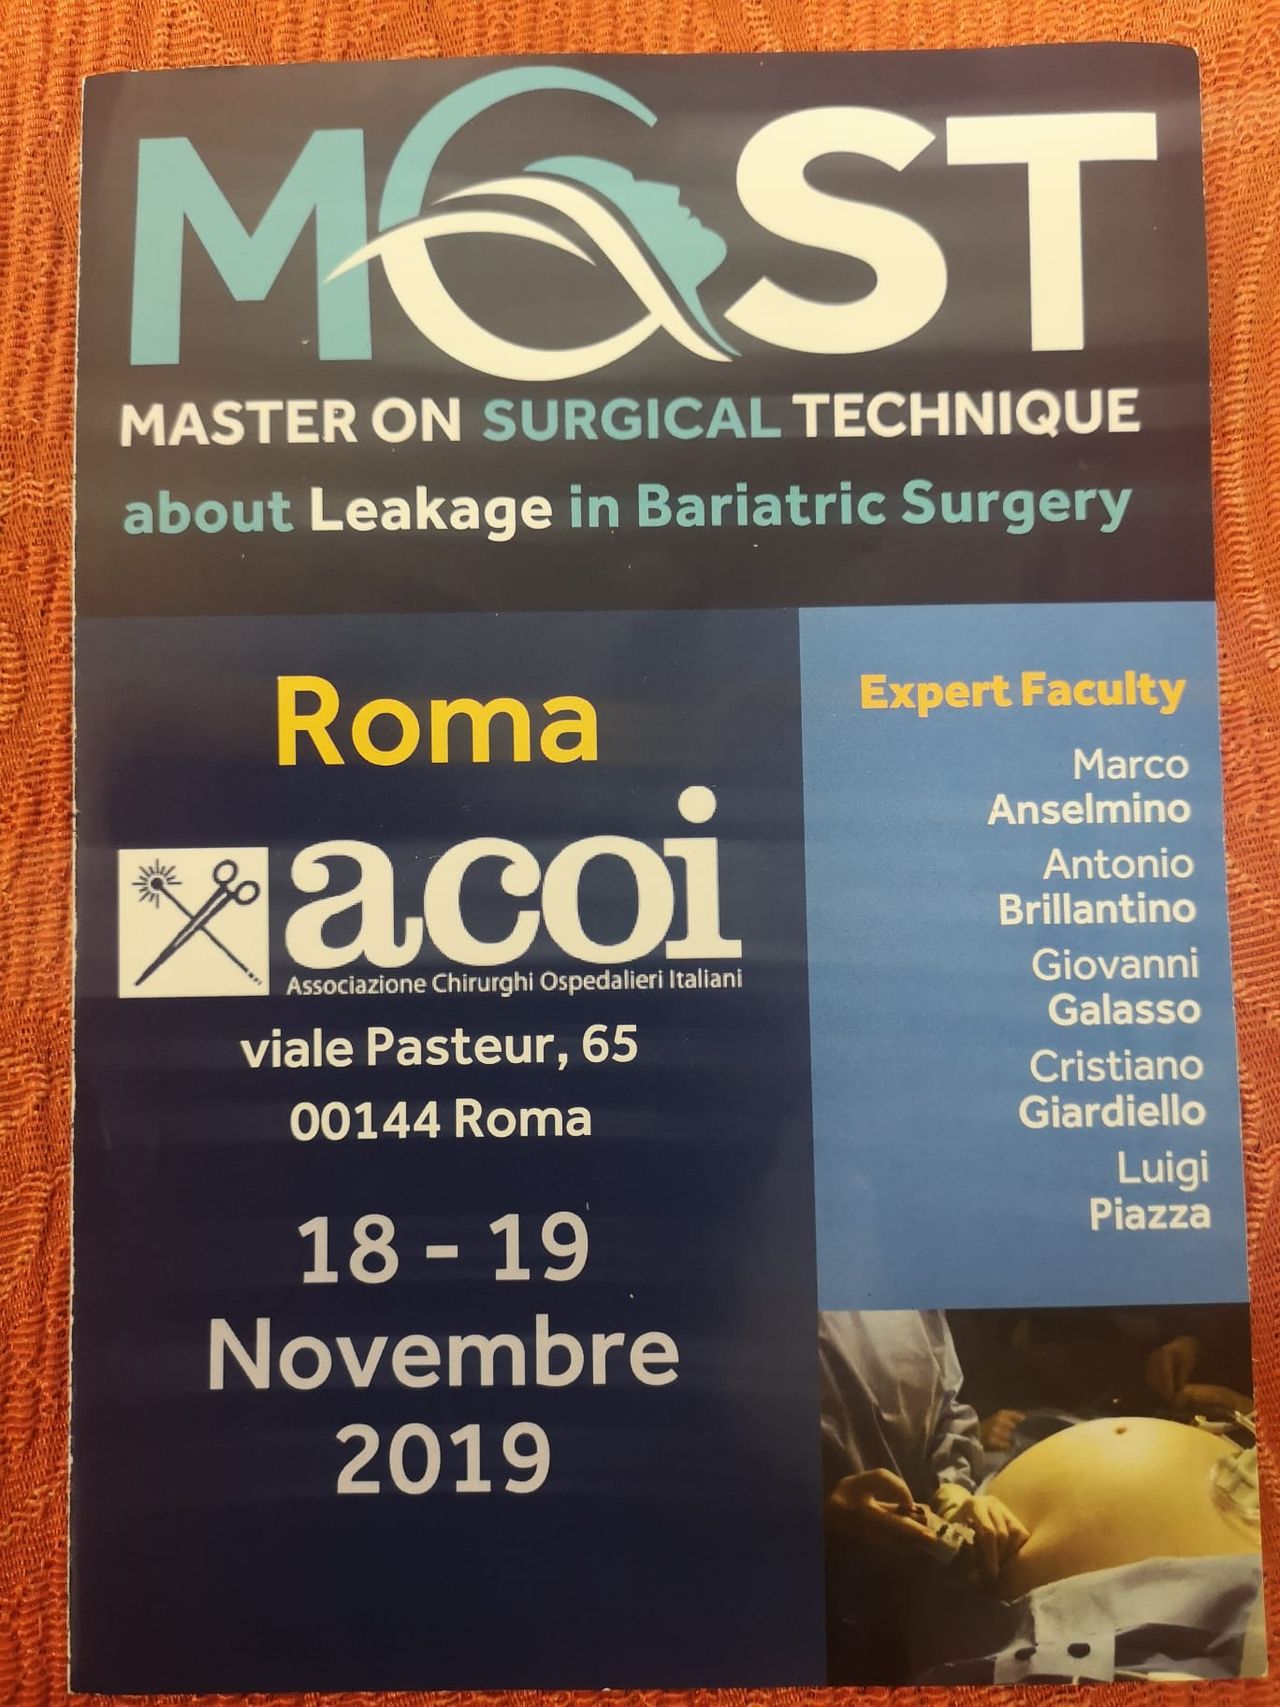 MOST
MASTER ON SURGICAL TECHNIQUE
about Leakage in Bariatric Surgery
Roma
acoi
Associazione Chirurghi Ospedalieri Italiani
viale Pasteur, 65
00144 Roma
18 - 19
Novembre
2019
Expert Faculty
Marco
Anselmino
Antonio
Brillantino
Giovanni
Galasso
Cristiano
Giardiello
Luigi
Piazza